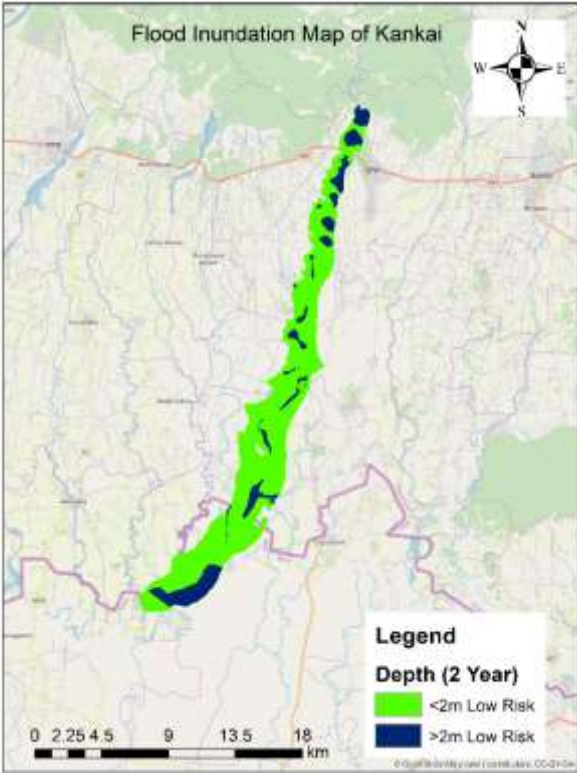 Flood Inundation Map of Kankai
N
W E
S
Legend
Depth (2 Year)
<2m Low Risk
>2m Low Risk
0 2.25 4.5 9 13.5 18
km